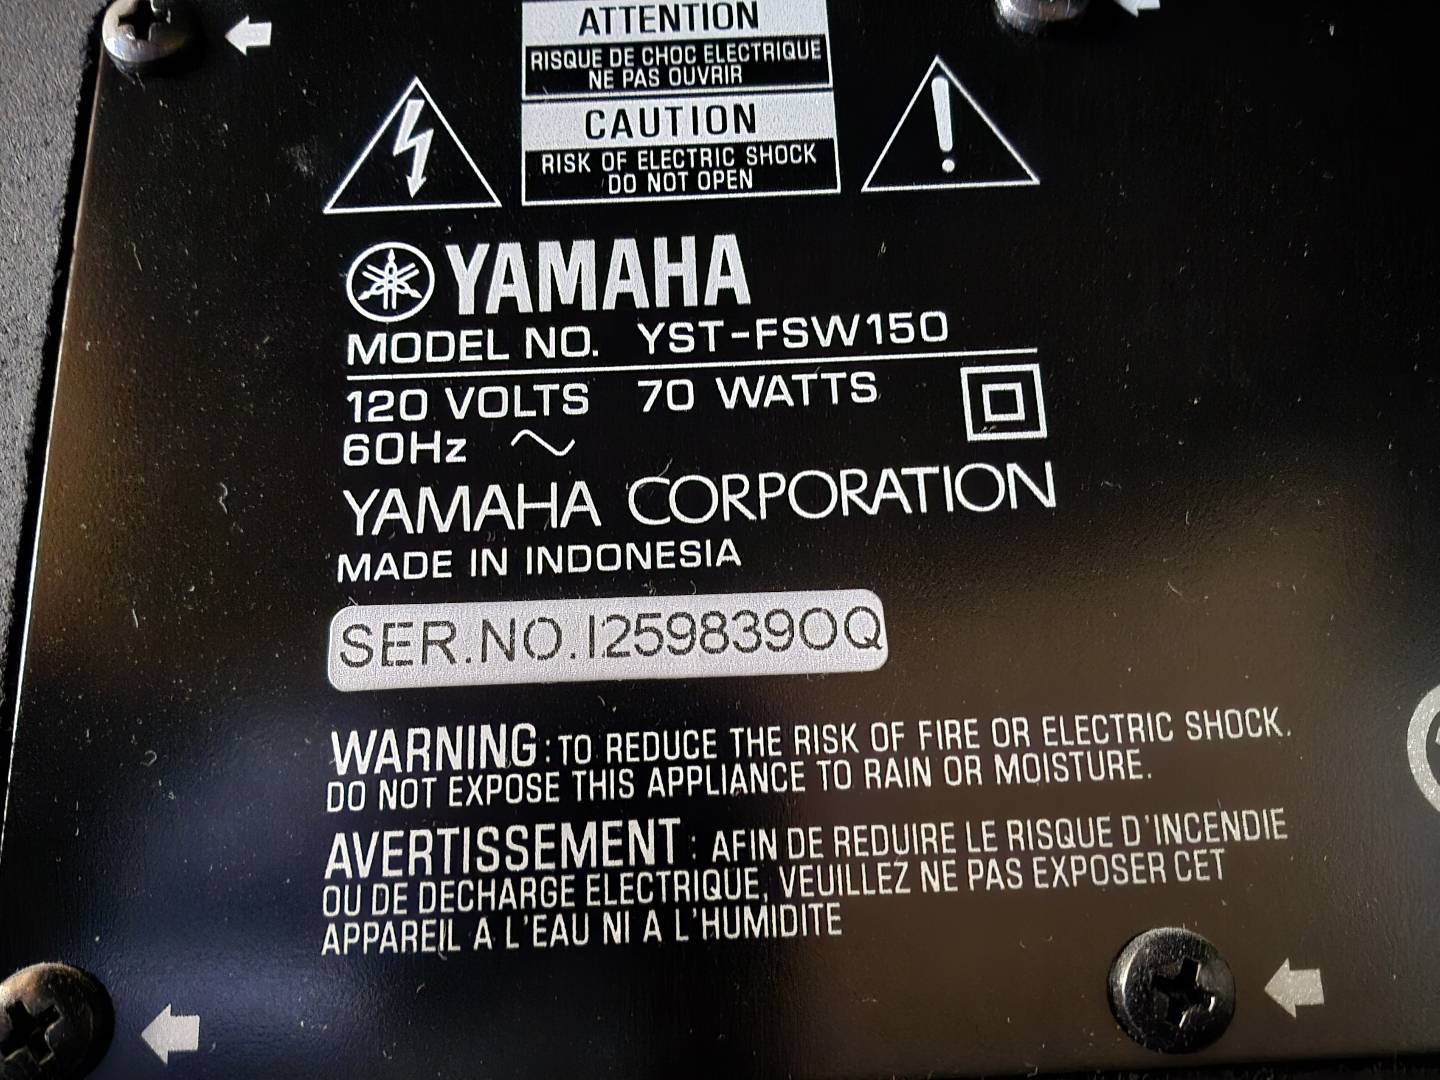 ATTENTION
RISQUE DE CHOC ELECTRIQUE
NE PAS OUVRIR
CAUTION
RISK OF ELECTRIC SHOCK
DO NOT OPEN
YAMAHA
MODEL NO. YST-FSW150
120 VOLTS 70 WATTS
60Hz ~
YAMAHA CORPORATION
MADE IN INDONESIA
SER.NO.12598390Q
WARNING : TO REDUCE THE RISK OF FIRE OR ELECTRIC SHOCK.
DO NOT EXPOSE THIS APPLIANCE TO RAIN OR MOISTURE.
AVERTISSEMENT : AFIN DE REDUIRE LE RISQUE D'INCENDIE
OU DE DECHARGE ELECTRIQUE, VEUILLEZ NE PAS EXPOSER CET
APPAREIL A L'EAU NI A L'HUMIDITE